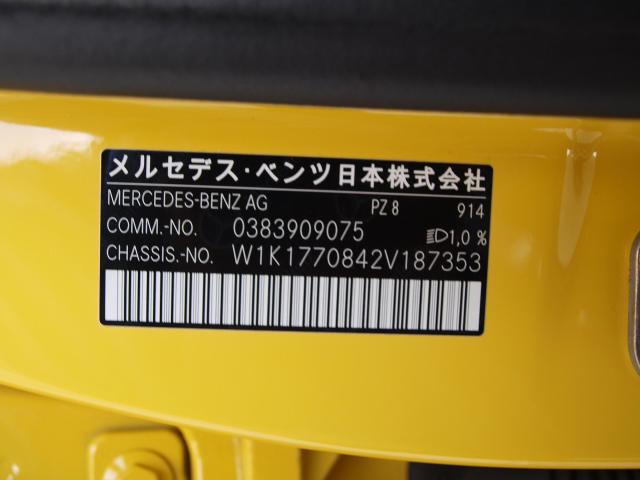 メルセデス・ベンツ日本株式会社
MERCEDES-BENZ AG PZ 8 914
COMM.-NO. 0383909075 1,0 %
CHASSIS.-NO. W1K1770842V187353